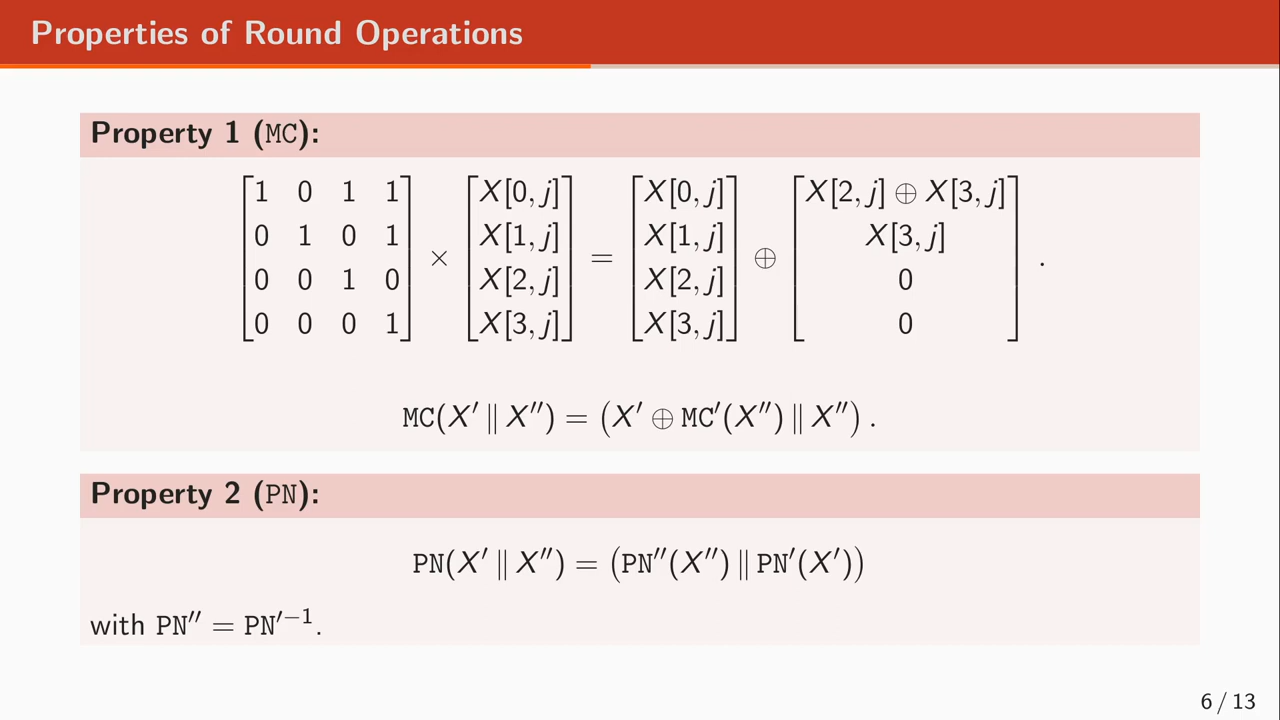 Properties of Round Operations
Property 1 (MC):
[1 0 1 1; 0 1 0 1; 0 0 1 0; 0 0 0 1] × [X[0, j]; X[1, j]; X[2, j]; X[3, j]] = [X[0, j]; X[1, j]; X[2, j]; X[3, j]] ⊕ [X[2, j] ⊕ X[3, j]; X[3, j]; 0; 0] .
MC(X′ ∥ X″) = (X′ ⊕ MC′(X″) ∥ X″) .
Property 2 (PN):
PN(X′ ∥ X″) = (PN″(X″) ∥ PN′(X′))
with PN″ = PN′⁻¹.
6 / 13